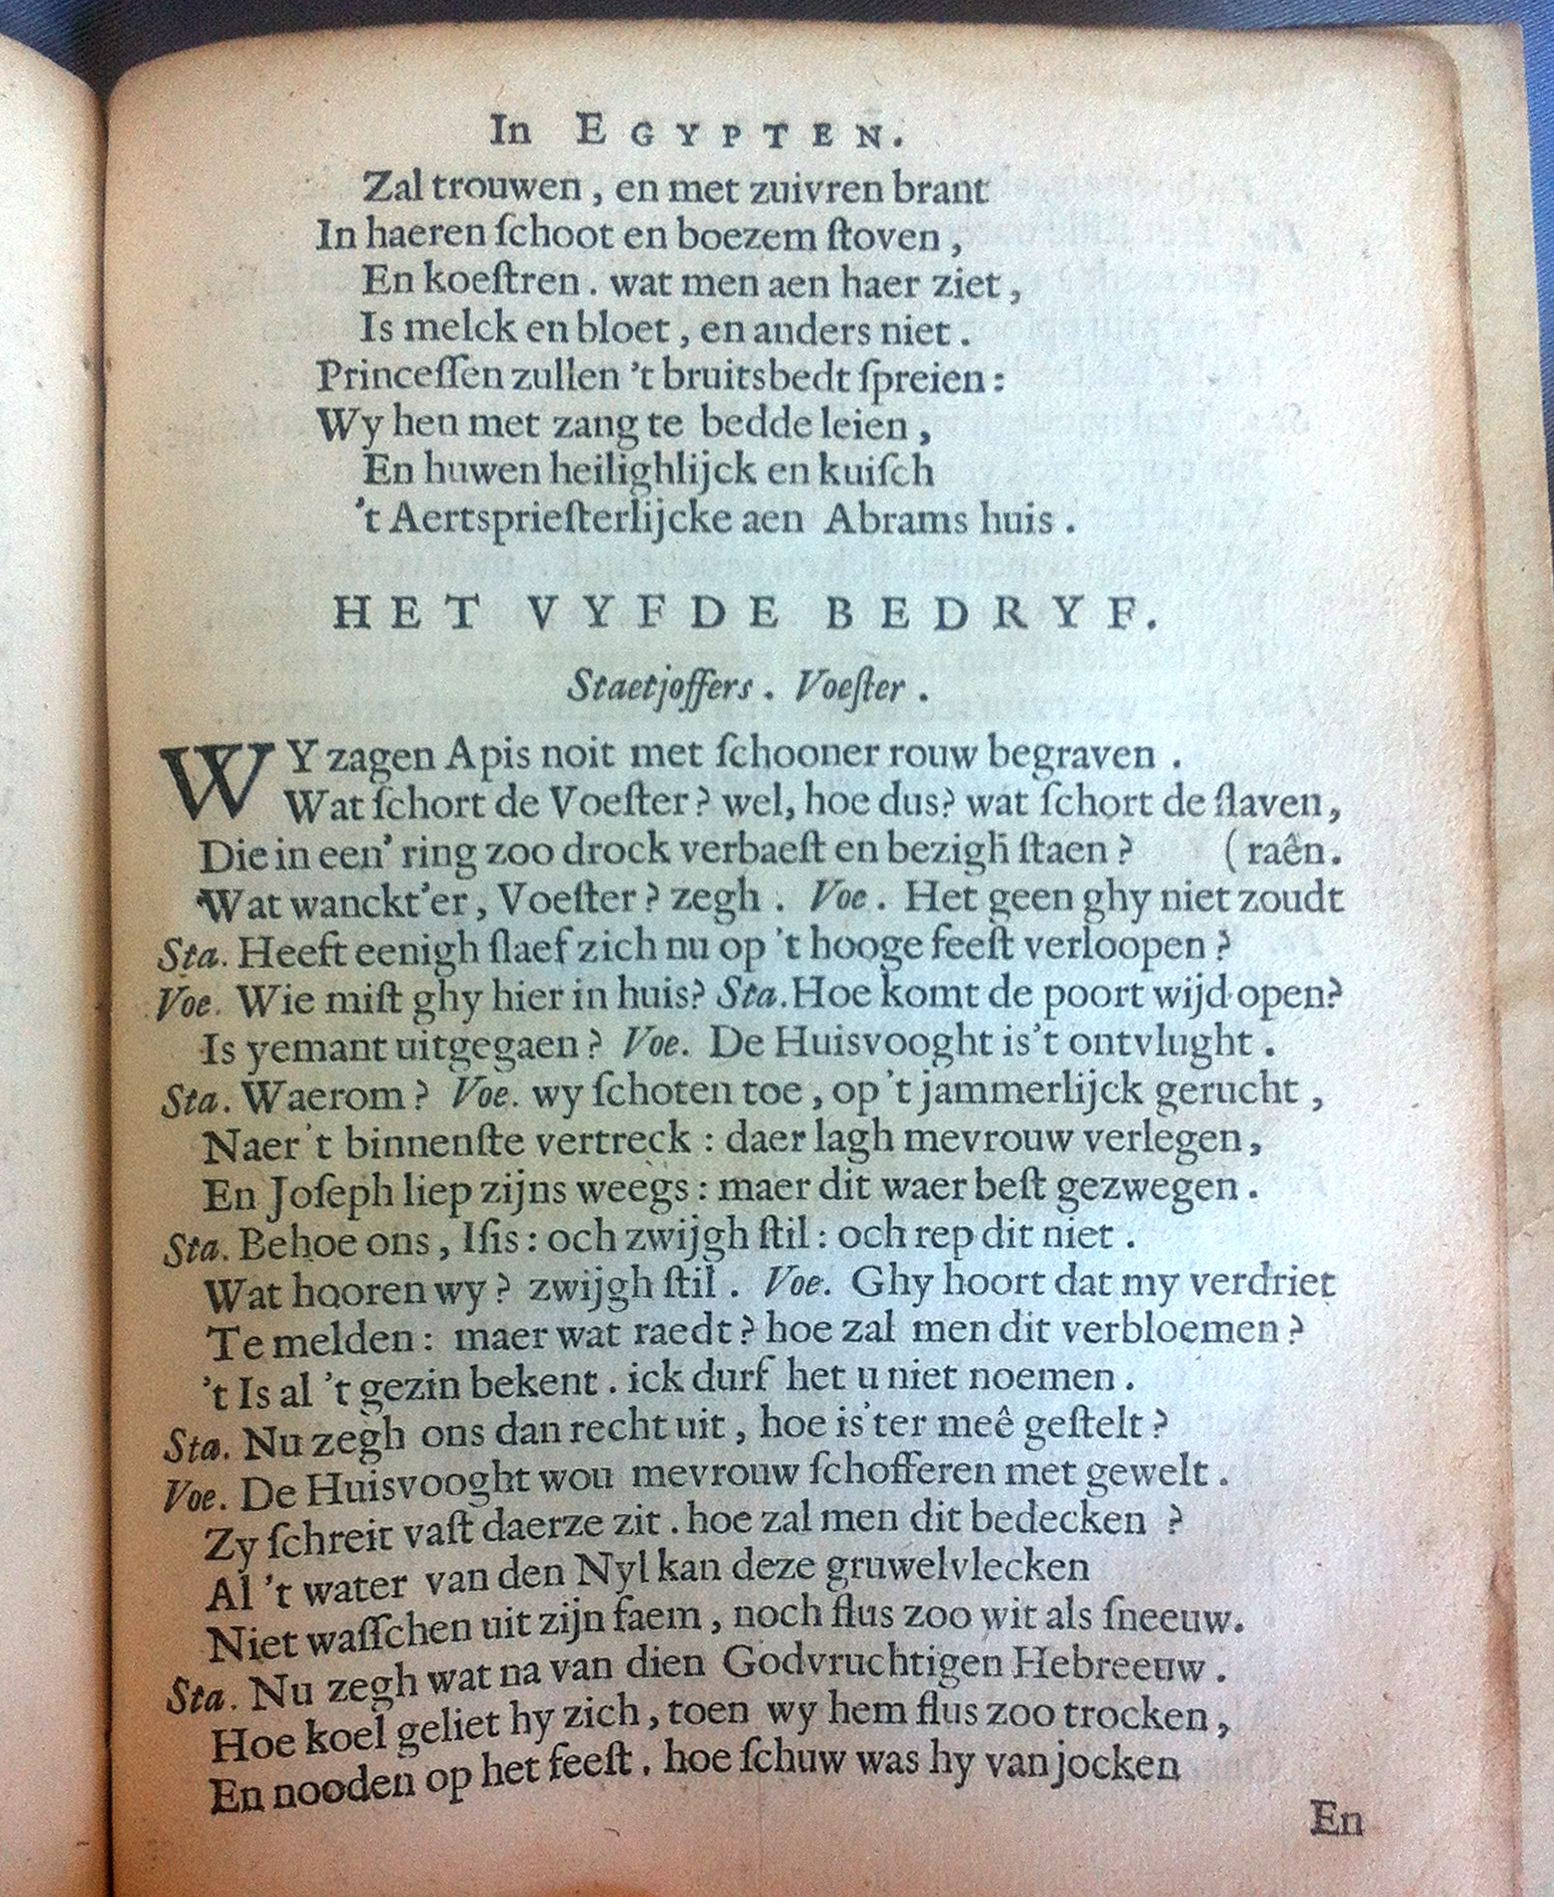 In EGYPTEN.
Zal trouwen, en met zuivren brant
In haeren ſchoot en boezem ſtoven,
En koeſtren. wat men aen haer ziet,
Is melck en bloet, en anders niet.
Princeſſen zullen 't bruitsbedt ſpreien:
Wy hen met zang te bedde leien,
En huwen heilighlijck en kuiſch
't Aertsprieſterlijcke aen Abrams huis.
HET VYFDE BEDRYF.
Staetjoffers. Voeſter.
WY zagen Apis noit met ſchooner rouw begraven.
Wat ſchort de Voeſter? wel, hoe dus? wat ſchort de ſlaven,
Die in een' ring zoo drock verbaeſt en bezigh ſtaen? (raên.
Wat wanckt'er, Voeſter? zegh. Voe. Het geen ghy niet zoudt
Sta. Heeft eenigh ſlaef zich nu op 't hooge feeſt verloopen?
Voe. Wie miſt ghy hier in huis? Sta. Hoe komt de poort wijd open?
Is yemant uitgegaen? Voe. De Huisvooght is't ontvlught.
Sta. Waerom? Voe. wy ſchoten toe, op 't jammerlijck gerucht,
Naer 't binnenſte vertreck: daer lagh mevrouw verlegen,
En Joſeph liep zijns weegs: maer dit waer beſt gezwegen.
Sta. Behoe ons, Iſis: och zwijgh ſtil: och rep dit niet.
Wat hooren wy? zwijgh ſtil. Voe. Ghy hoort dat my verdriet
Te melden: maer wat raedt? hoe zal men dit verbloemen?
't Is al 't gezin bekent. ick durf het u niet noemen.
Sta. Nu zegh ons dan recht uit, hoe is'ter meê geſtelt?
Voe. De Huisvooght wou mevrouw ſchofferen met gewelt.
Zy ſchreit vaſt daerze zit. hoe zal men dit bedecken?
Al 't water van den Nyl kan deze gruwelvlecken
Niet waſſchen uit zijn faem, noch flus zoo wit als ſneeuw.
Sta. Nu zegh wat na van dien Godvruchtigen Hebreeuw.
Hoe koel geliet hy zich, toen wy hem flus zoo trocken,
En nooden op het feeſt. hoe ſchuw was hy van jocken
En